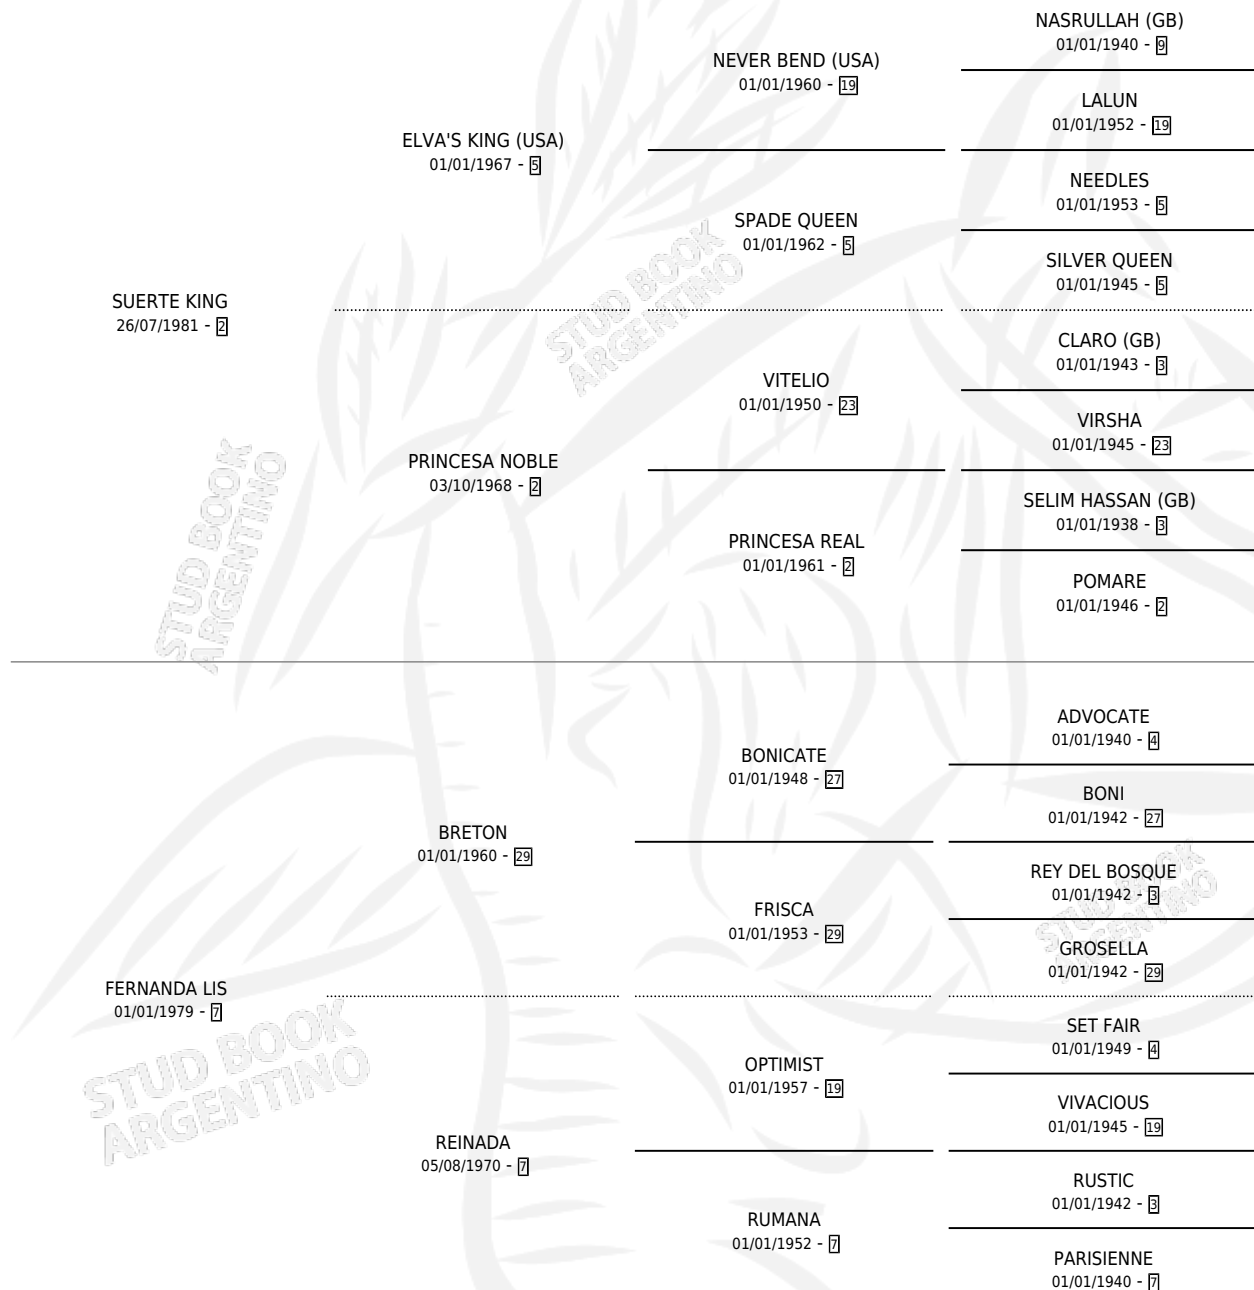 NASRULLAH (GB)
01/01/1940 - 9
NEVER BEND (USA)
01/01/1960 - 19
LALUN
01/01/1952 - 19
ELVA'S KING (USA)
01/01/1967 - 5
NEEDLES
01/01/1953 - 5
SPADE QUEEN
01/01/1962 - 5
SILVER QUEEN
01/01/1945 - 5
SUERTE KING
26/07/1981 - 2
STUD BOOK
ARGENTINO
CLARO (GB)
01/01/1943 - 3
VITELIO
01/01/1950 - 23
VIRSHA
01/01/1945 - 23
PRINCESA NOBLE
03/10/1968 - 2
SELIM HASSAN (GB)
01/01/1938 - 3
PRINCESA REAL
01/01/1961 - 2
POMARE
01/01/1946 - 2
STUD BOOK
ARGENTINO
ADVOCATE
01/01/1940 - 4
BONICATE
01/01/1948 - 27
BONI
01/01/1942 - 27
BRETON
01/01/1960 - 29
REY DEL BOSQUE
01/01/1942 - 3
FRISCA
01/01/1953 - 29
GROSELLA
01/01/1942 - 29
STUD BOOK
ARGENTINO
FERNANDA LIS
01/01/1979 - 7
SET FAIR
01/01/1949 - 4
OPTIMIST
01/01/1957 - 19
VIVACIOUS
01/01/1945 - 19
STUD BOOK
ARGENTINO
REINADA
05/08/1970 - 7
RUSTIC
01/01/1942 - 3
RUMANA
01/01/1952 - 7
PARISIENNE
01/01/1940 - 7